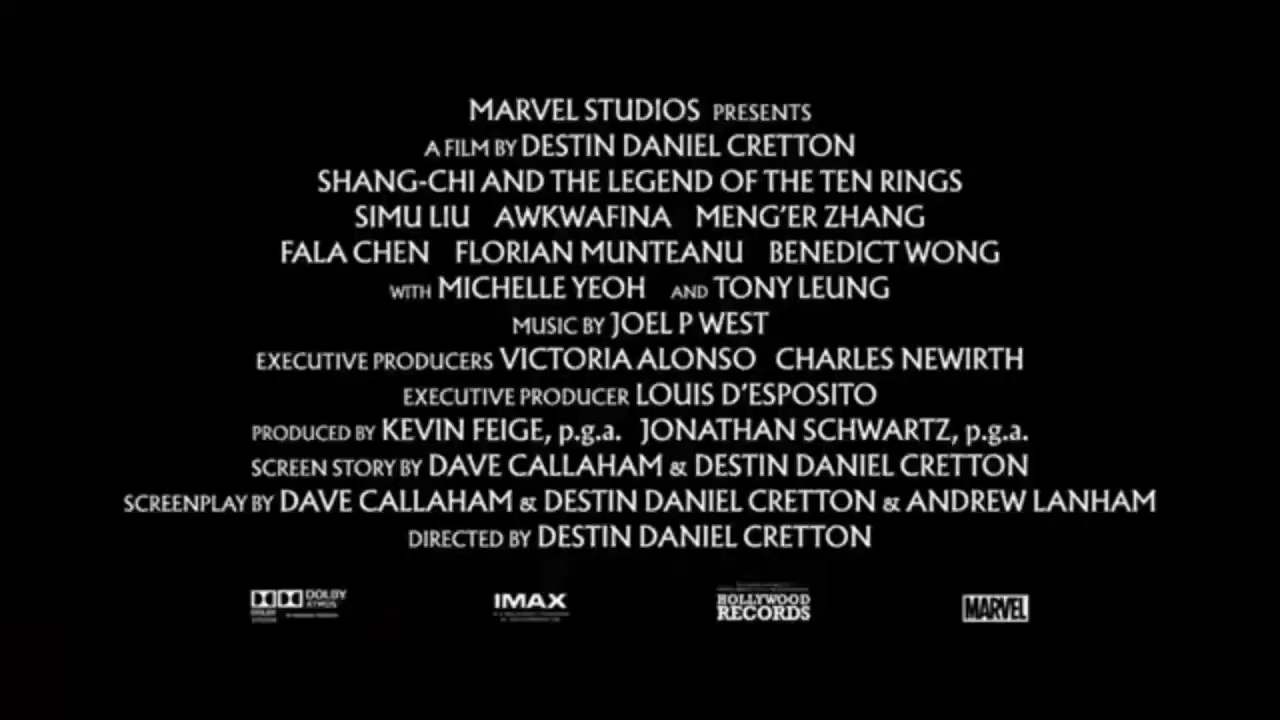 MARVEL STUDIOS PRESENTS
A FILM BY DESTIN DANIEL CRETTON
SHANG-CHI AND THE LEGEND OF THE TEN RINGS
SIMU LIU AWKWAFINA MENG'ER ZHANG
FALA CHEN FLORIAN MUNTEANU BENEDICT WONG
WITH MICHELLE YEOH AND TONY LEUNG
MUSIC BY JOEL P WEST
EXECUTIVE PRODUCERS VICTORIA ALONSO CHARLES NEWIRTH
EXECUTIVE PRODUCER LOUIS D'ESPOSITO
PRODUCED BY KEVIN FEIGE, p.g.a. JONATHAN SCHWARTZ, p.g.a.
SCREEN STORY BY DAVE CALLAHAM & DESTIN DANIEL CRETTON
SCREENPLAY BY DAVE CALLAHAM & DESTIN DANIEL CRETTON & ANDREW LANHAM
DIRECTED BY DESTIN DANIEL CRETTON
DOLBY
ATMOS
IMAX
HOLLYWOOD
RECORDS
MARVEL